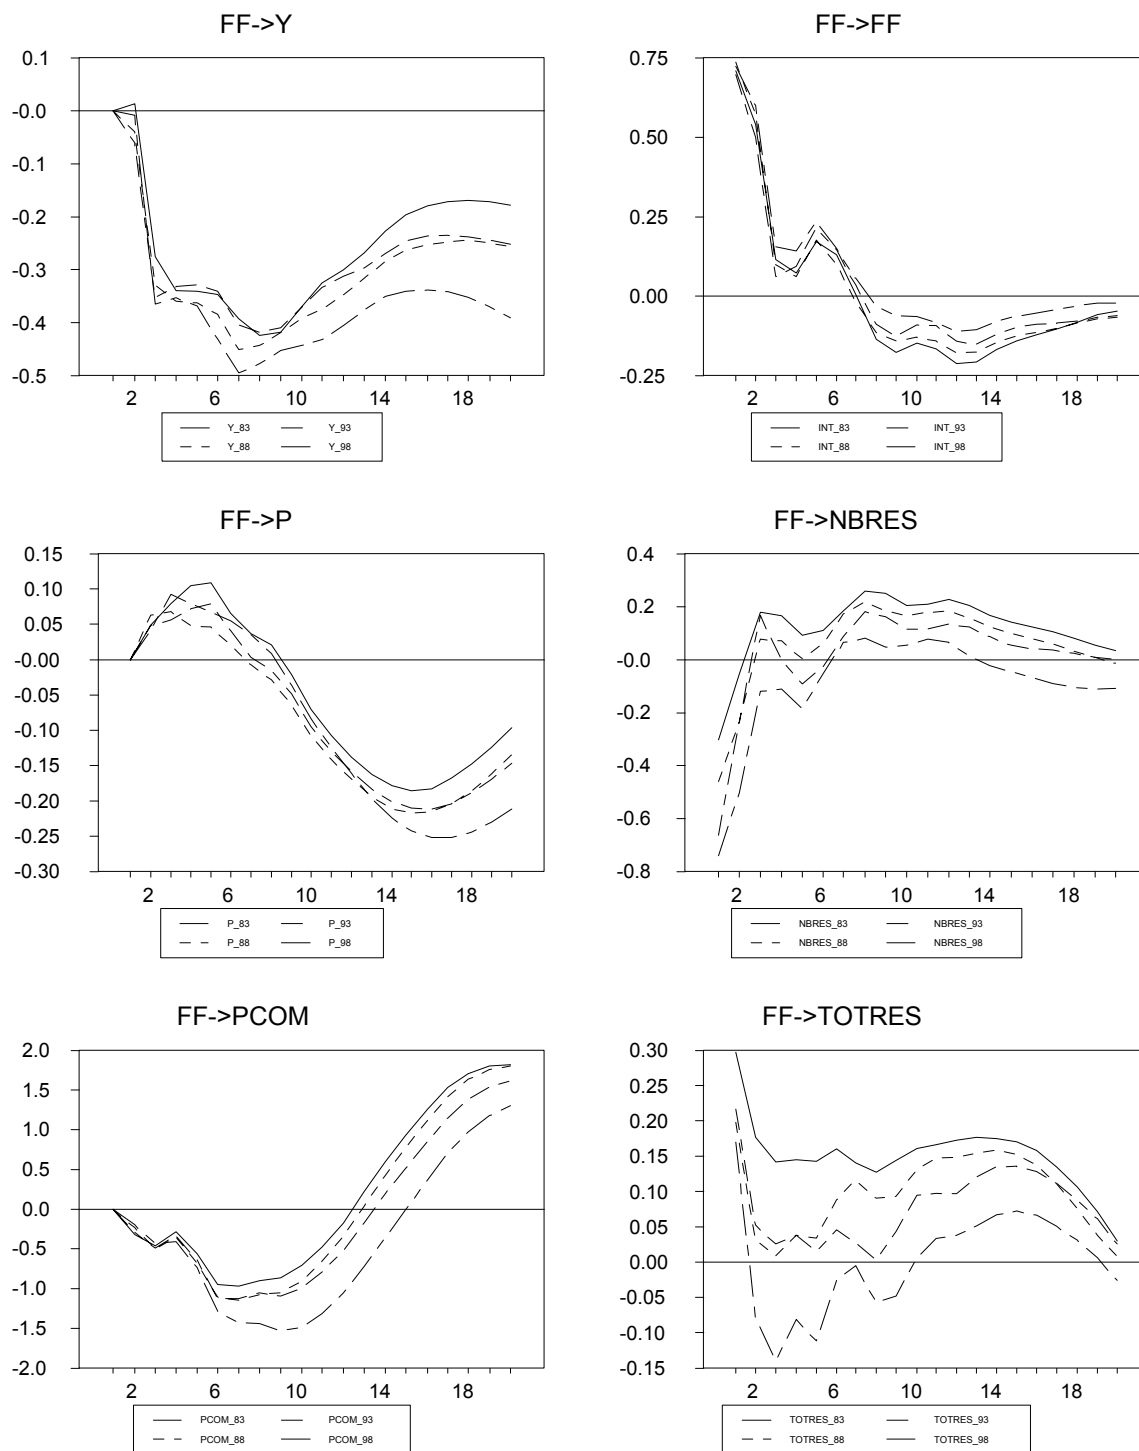 FF->Y
0.1
-0.0
-0.1
-0.2
-0.3
-0.4
-0.5
2 6 10 14 18
Y_83 Y_93
Y_88 Y_98
FF->FF
0.75
0.50
0.25
0.00
-0.25
2 6 10 14 18
INT_83 INT_93
INT_88 INT_98
FF->P
0.15
0.10
0.05
-0.00
-0.05
-0.10
-0.15
-0.20
-0.25
-0.30
2 6 10 14 18
P_83 P_93
P_88 P_98
FF->NBRES
0.4
0.2
-0.0
-0.2
-0.4
-0.6
-0.8
2 6 10 14 18
NBRES_83 NBRES_93
NBRES_88 NBRES_98
FF->PCOM
2.0
1.0
0.5
0.0
-0.5
-1.0
-1.5
-2.0
2 6 10 14 18
PCOM_83 PCOM_93
PCOM_88 PCOM_98
FF->TOTRES
0.30
0.25
0.20
0.15
0.10
0.05
0.00
-0.05
-0.10
-0.15
2 6 10 14 18
TOTRES_83 TOTRES_93
TOTRES_88 TOTRES_98